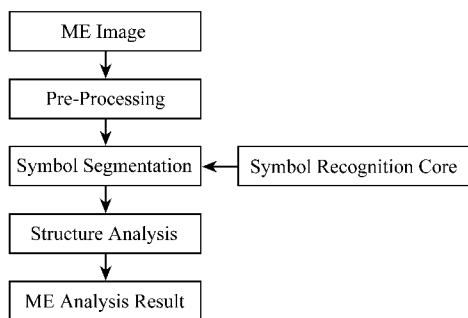 ME Image
Pre-Processing
Symbol Segmentation
Symbol Recognition Core
Structure Analysis
ME Analysis Result